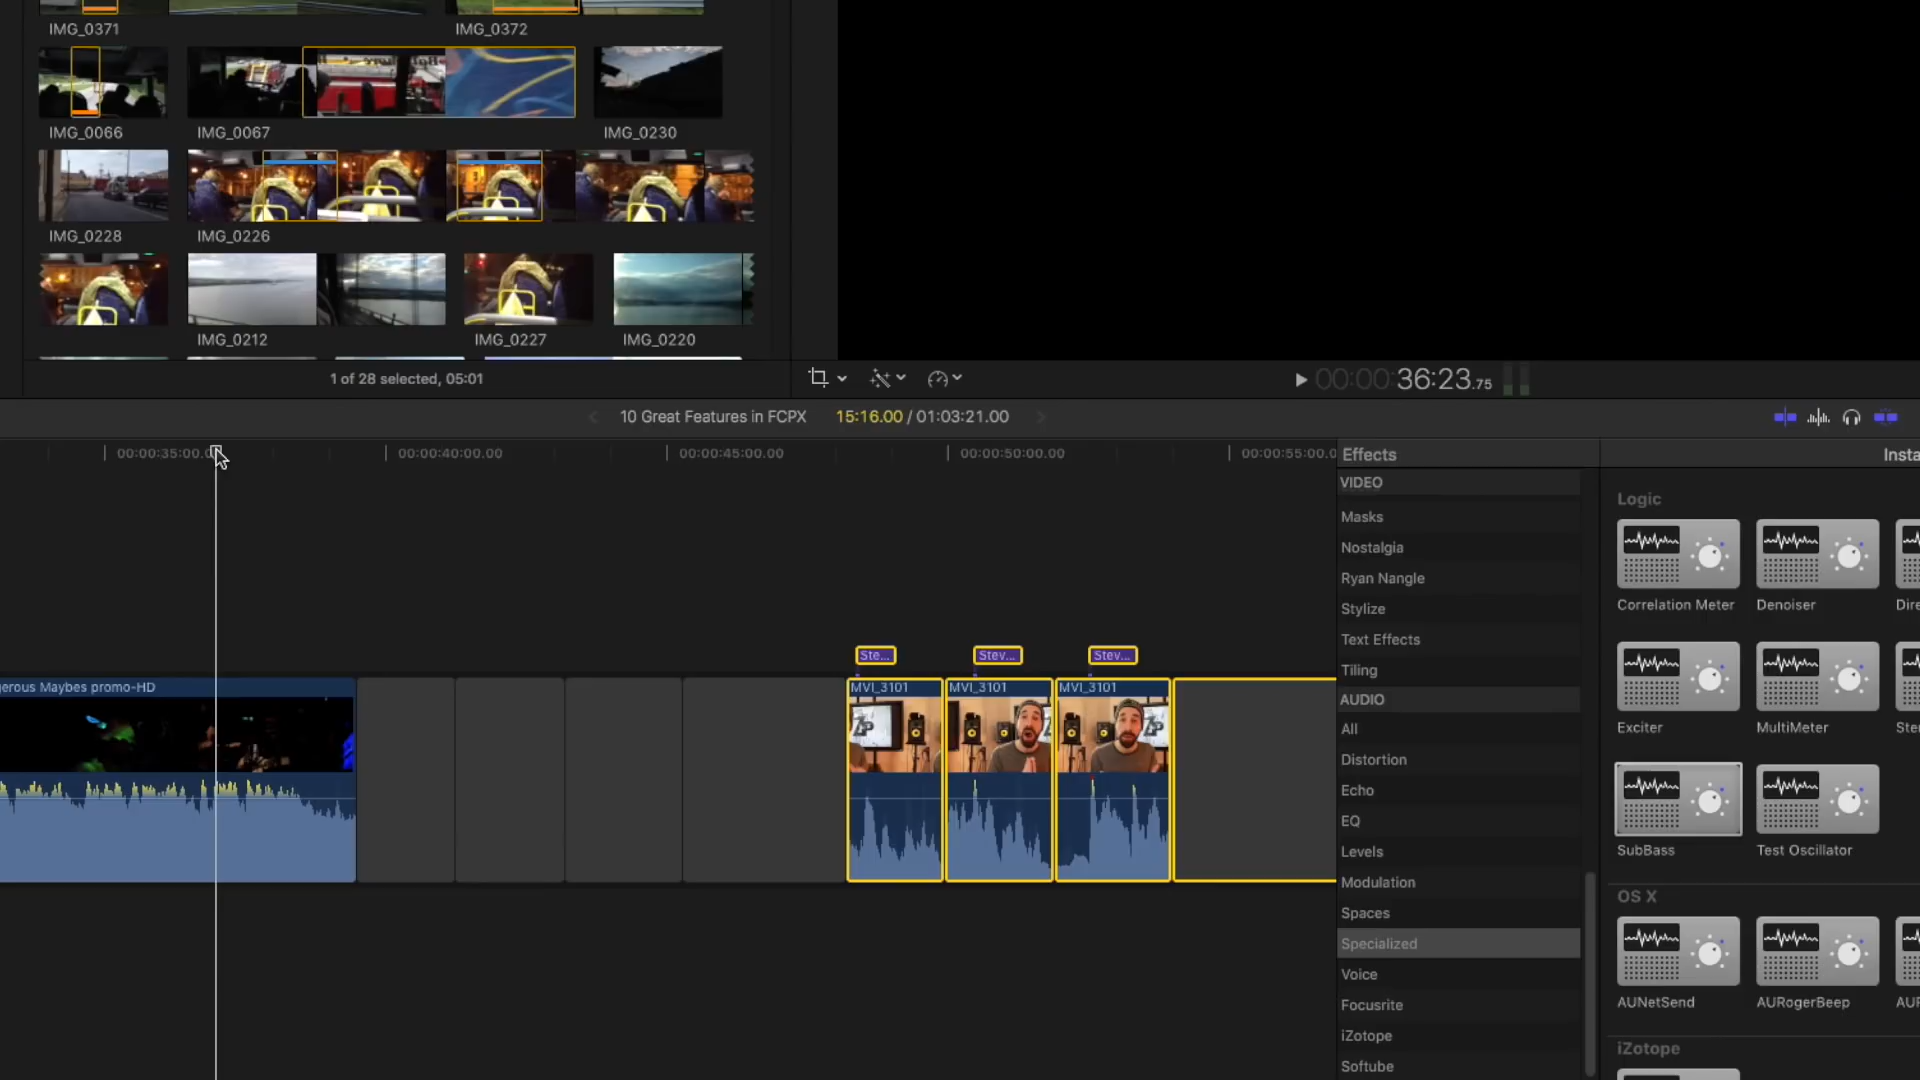 IMG_0371
IMG_0372
IMG_0066
IMG_0067
IMG_0230
IMG_0228
IMG_0226
IMG_0212
IMG_0227
IMG_0220
1 of 28 selected, 05:01
00:00:36:23.75
10 Great Features in FCPX
15:16.00 / 01:03:21.00
00:00:35:00.0
00:00:40:00.00
00:00:45:00.00
00:00:50:00.00
00:00:55:00.0
Effects
Insta
VIDEO
Masks
Nostalgia
Ryan Nangle
Stylize
Text Effects
Tiling
AUDIO
All
Distortion
Echo
EQ
Levels
Modulation
Spaces
Specialized
Voice
Focusrite
iZotope
Softube
Logic
Correlation Meter
Denoiser
Dire
Exciter
MultiMeter
Ster
SubBass
Test Oscillator
OS X
AUNetSend
AURogerBeep
iZotope
Ste...
Stev...
Stev...
gerous Maybes promo-HD
MVI_3101
MVI_3101
MVI_3101